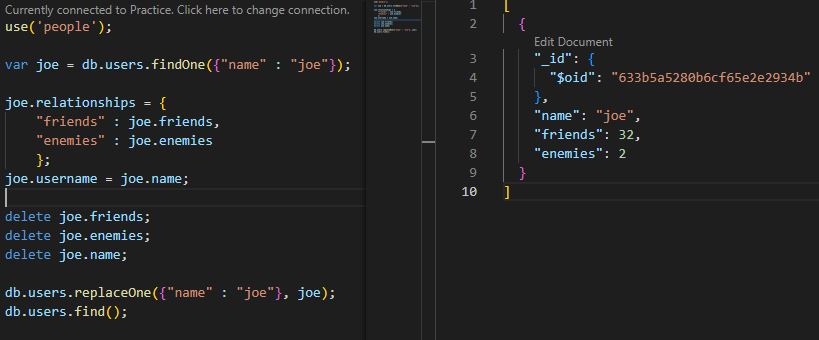 Currently connected to Practice. Click here to change connection.
use('people');
var joe = db.users.findOne({"name" : "joe"});
joe.relationships = {
"friends" : joe.friends,
"enemies" : joe.enemies
};
joe.username = joe.name;
delete joe.friends;
delete joe.enemies;
delete joe.name;
db.users.replaceOne({"name" : "joe"}, joe);
db.users.find();
1 [
2 {
Edit Document
3 "_id": {
4 "$oid": "633b5a5280b6cf65e2e2934b"
5 },
6 "name": "joe",
7 "friends": 32,
8 "enemies": 2
9 }
10 ]